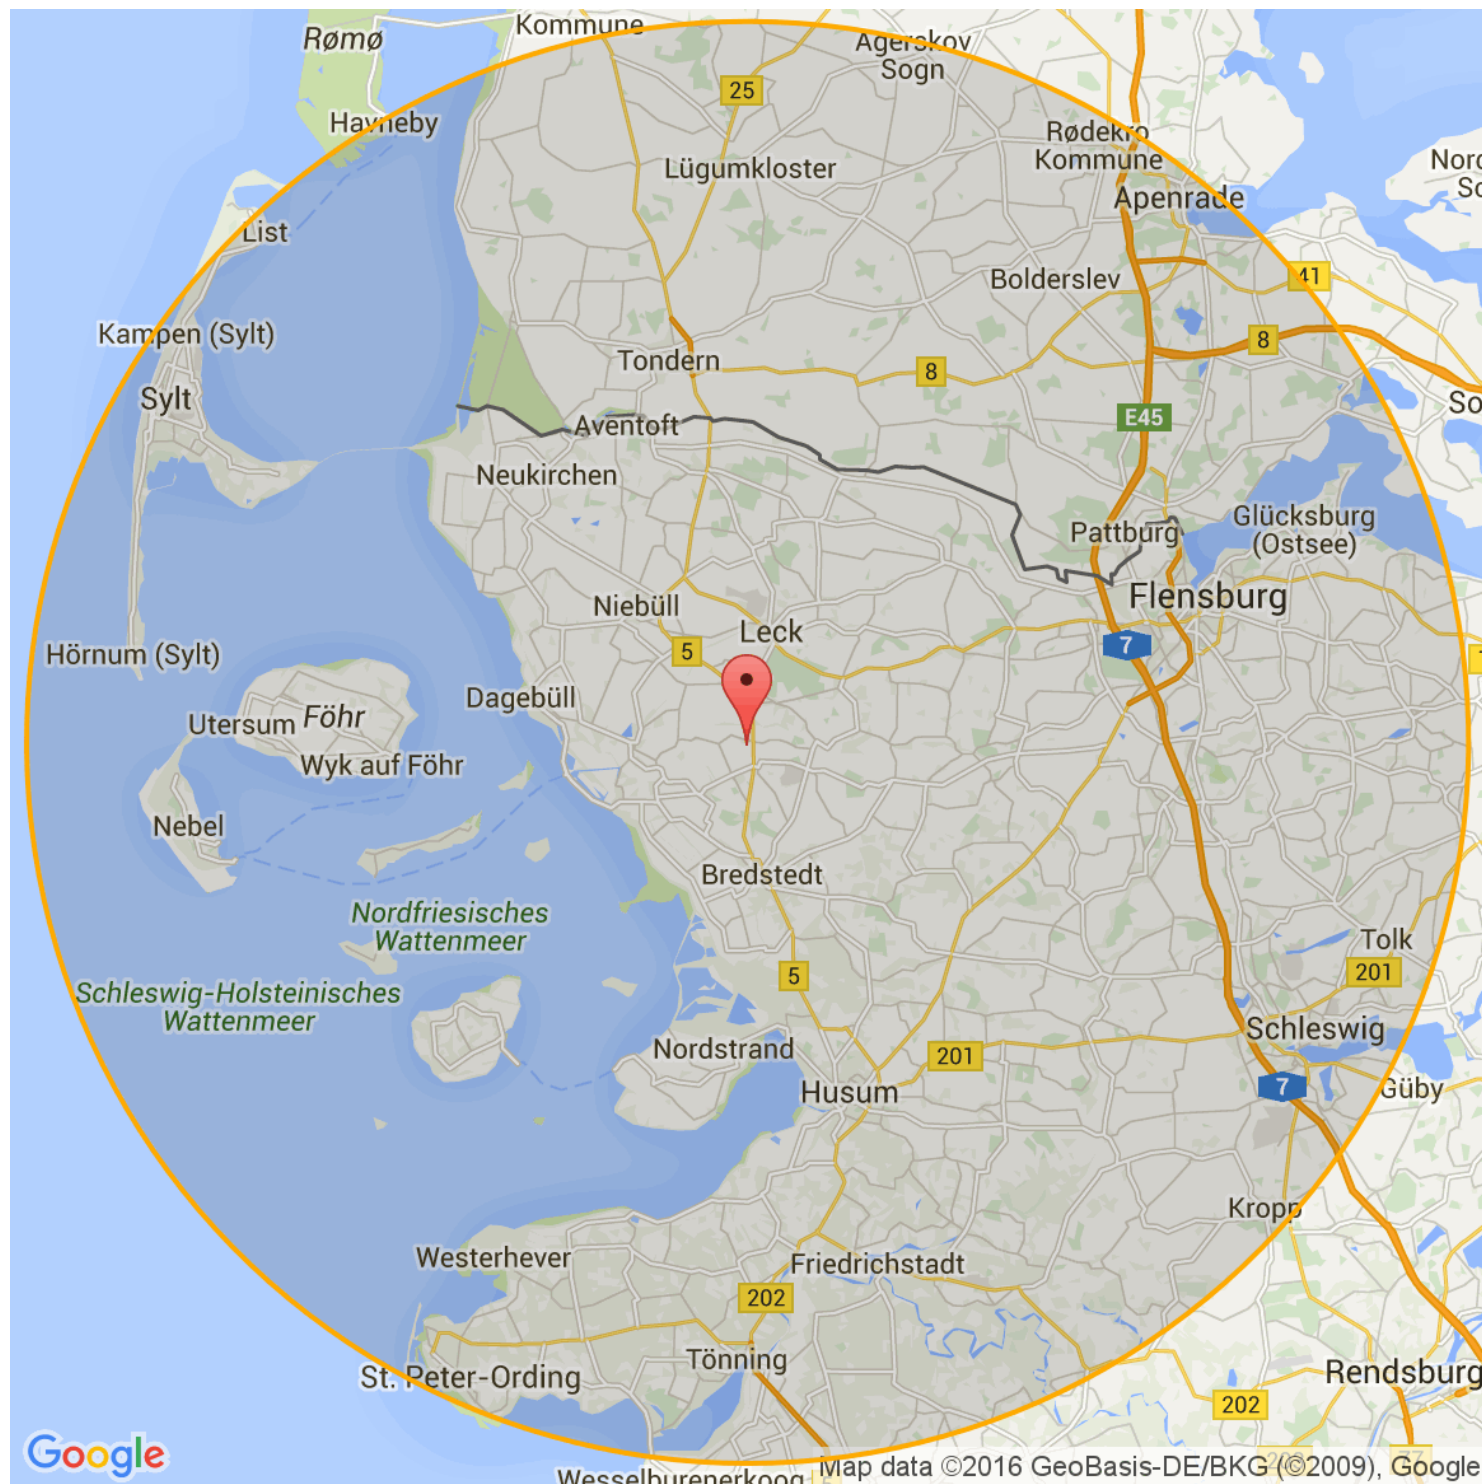 Kommune
Rømø
Agerskov
Sogn
25
Havneby
Rødekro
Kommune
Lügumkloster
Apenrade
List
41
Bolderslev
Kampen (Sylt)
8
Tondern
8
Sylt
E45
Aventoft
Neukirchen
Glücksburg
(Ostsee)
Pattburg
Flensburg
Niebüll
Leck
7
5
Hörnum (Sylt)
Dagebüll
Utersum
Föhr
Wyk auf Föhr
Nebel
Bredstedt
Nordfriesisches
Wattenmeer
Tolk
201
5
Schleswig-Holsteinisches
Wattenmeer
Schleswig
Nordstrand
201
Husum
7
Güby
Kropp
Westerhever
Friedrichstadt
202
Tönning
St. Peter-Ording
Rendsburg
202
Google
Wesselburenerkoog
Map data ©2016 GeoBasis-DE/BKG (©2009), Google